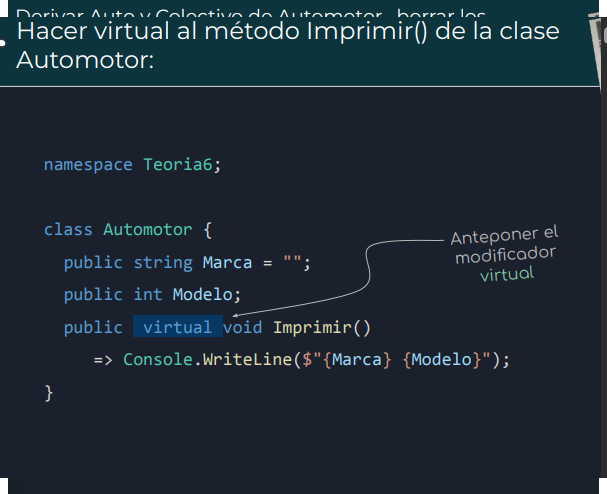 Derivar Auto y Colectivo de Automotor, borrar los
Hacer virtual al método Imprimir() de la clase
Automotor:
namespace Teoria6;
class Automotor {
public string Marca = "";
public int Modelo;
public virtual void Imprimir()
=> Console.WriteLine($"{Marca} {Modelo}");
}
Anteponer el
modificador
virtual